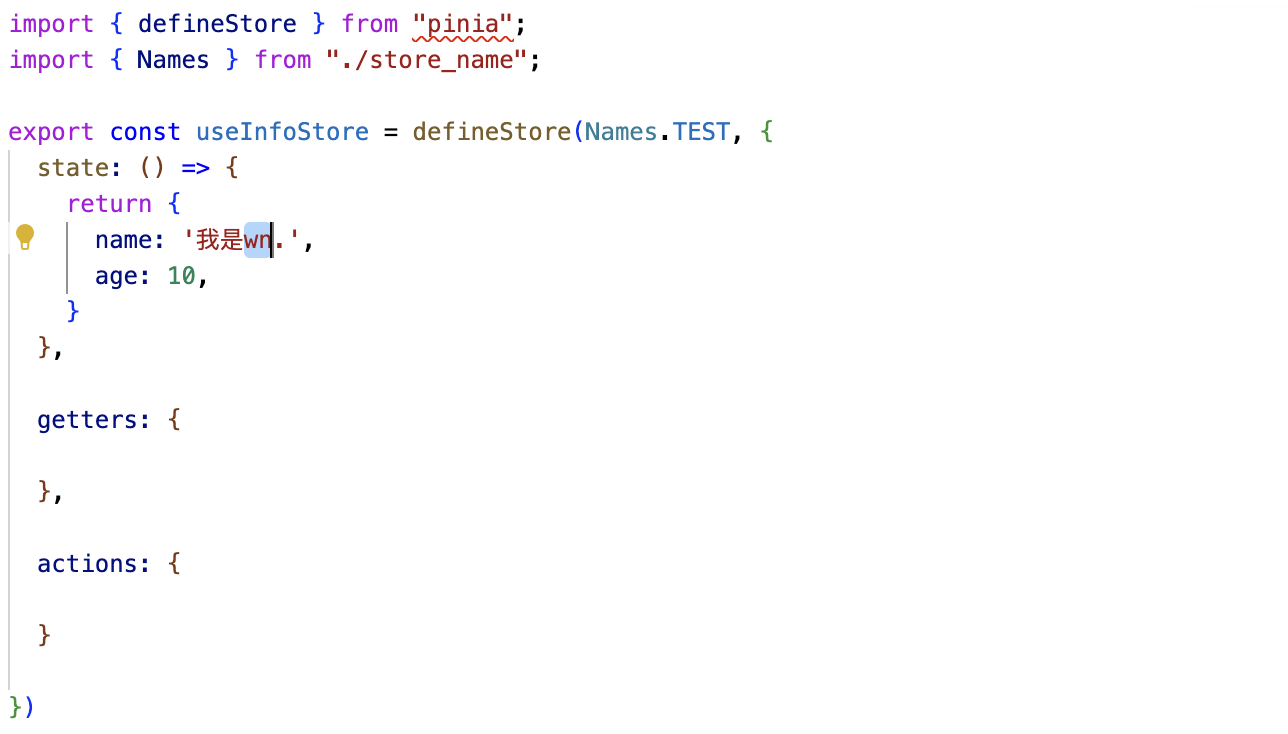 import { defineStore } from "pinia";
import { Names } from "./store_name";
export const useInfoStore = defineStore(Names.TEST, {
  state: () => {
    return {
      name: '我是wn.',
      age: 10,
    }
  },
  getters: {
  },
  actions: {
  }
})